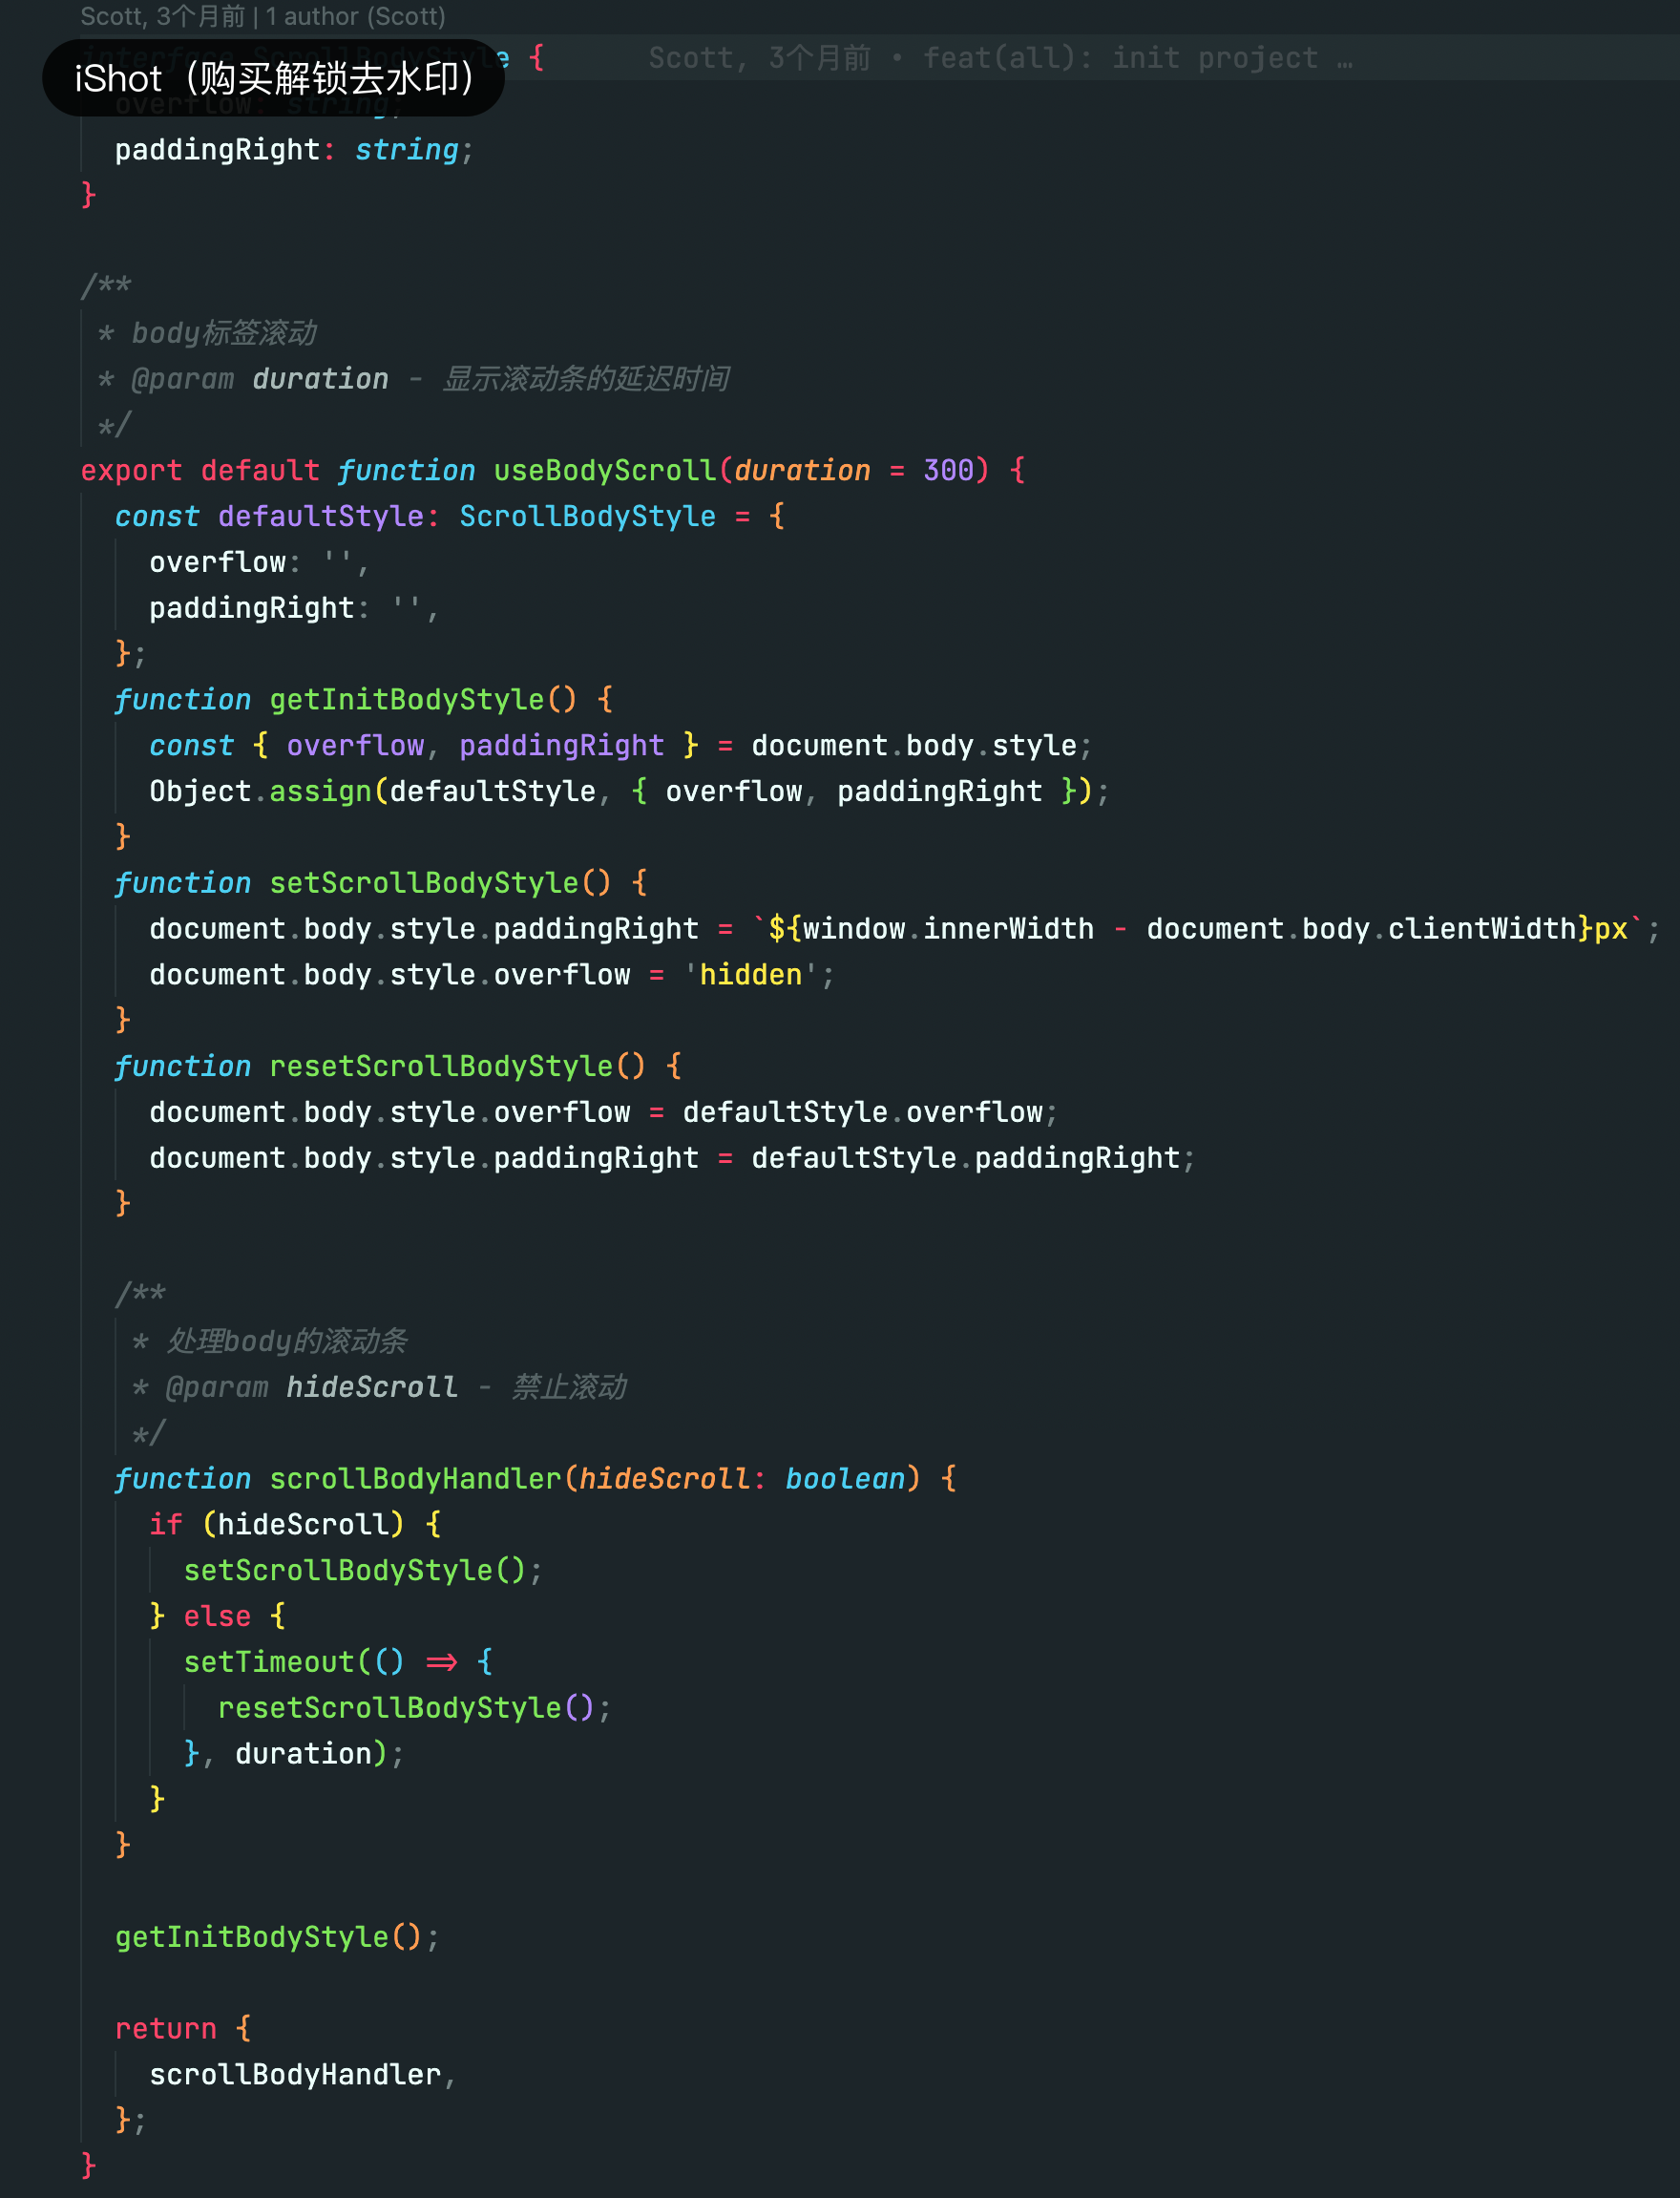 Scott, 3个月前 | 1 author (Scott)
interface ScrollBodyStyle { Scott, 3个月前 • feat(all): init project …
iShot（购买解锁去水印）
overflow: string;
paddingRight: string;
}
/**
* body标签滚动
* @param duration - 显示滚动条的延迟时间
*/
export default function useBodyScroll(duration = 300) {
const defaultStyle: ScrollBodyStyle = {
overflow: '',
paddingRight: '',
};
function getInitBodyStyle() {
const { overflow, paddingRight } = document.body.style;
Object.assign(defaultStyle, { overflow, paddingRight });
}
function setScrollBodyStyle() {
document.body.style.paddingRight = `${window.innerWidth - document.body.clientWidth}px`;
document.body.style.overflow = 'hidden';
}
function resetScrollBodyStyle() {
document.body.style.overflow = defaultStyle.overflow;
document.body.style.paddingRight = defaultStyle.paddingRight;
}
/**
* 处理body的滚动条
* @param hideScroll - 禁止滚动
*/
function scrollBodyHandler(hideScroll: boolean) {
if (hideScroll) {
setScrollBodyStyle();
} else {
setTimeout(() => {
resetScrollBodyStyle();
}, duration);
}
}
getInitBodyStyle();
return {
scrollBodyHandler,
};
}